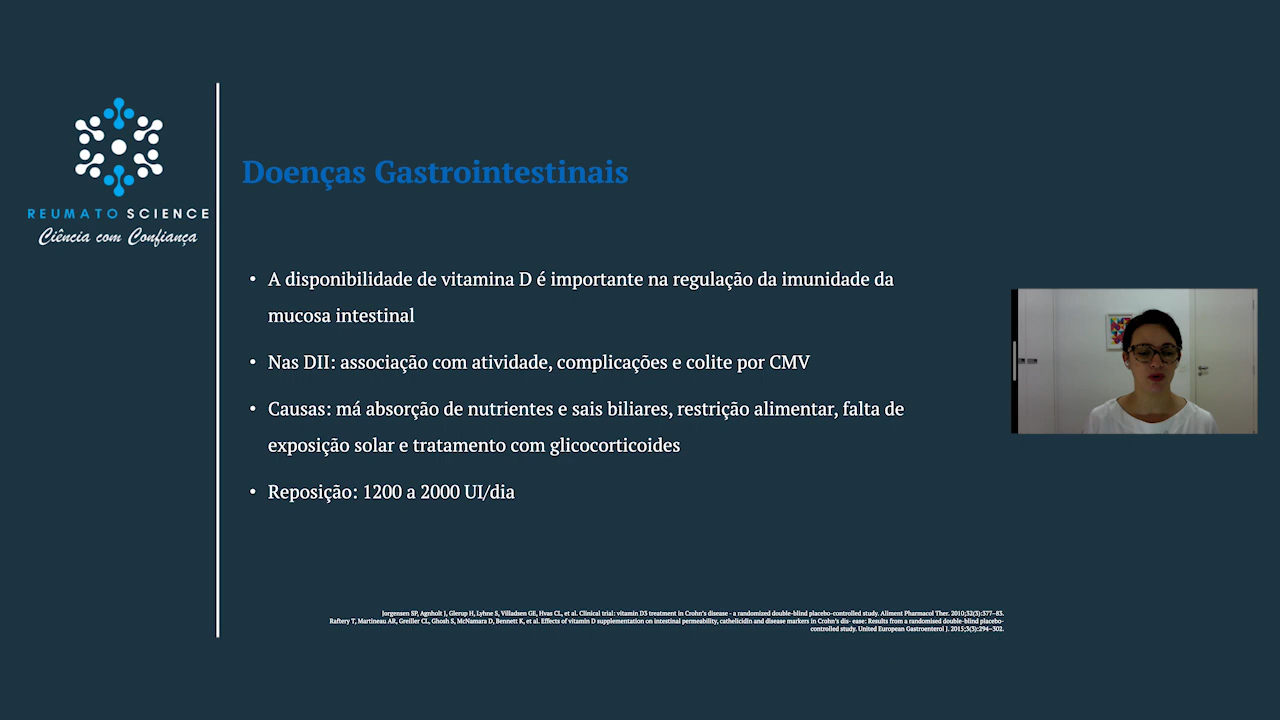 REUMATO SCIENCE
Ciência com Confiança
Doenças Gastrointestinais
• A disponibilidade de vitamina D é importante na regulação da imunidade da
mucosa intestinal
• Nas DII: associação com atividade, complicações e colite por CMV
• Causas: má absorção de nutrientes e sais biliares, restrição alimentar, falta de
exposição solar e tratamento com glicocorticoides
• Reposição: 1200 a 2000 UI/dia
Jorgensen SP, Agnholt J, Glerup H, Lyhne S, Villadsen GE, Hvas CL, et al. Clinical trial: vitamin D3 treatment in Crohn's disease - a randomized double-blind placebo-controlled study. Aliment Pharmacol Ther. 2010;32(3):377–83.
Raftery T, Martineau AR, Greiller CL, Ghosh S, McNamara D, Bennett K, et al. Effects of vitamin D supplementation on intestinal permeability, cathelicidin and disease markers in Crohn's dis- ease: Results from a randomised double-blind placebo-
controlled study. United European Gastroenterol J. 2015;3(3):294–302.